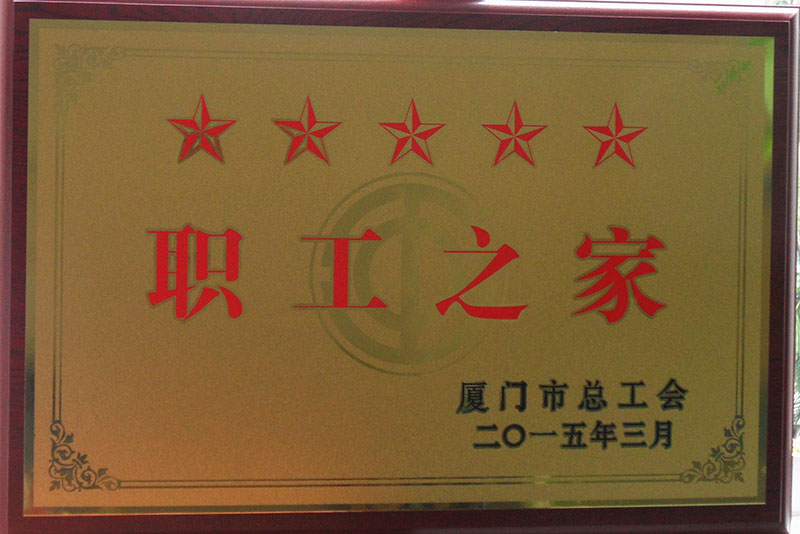 职工之家
厦门市总工会
二〇一五年三月